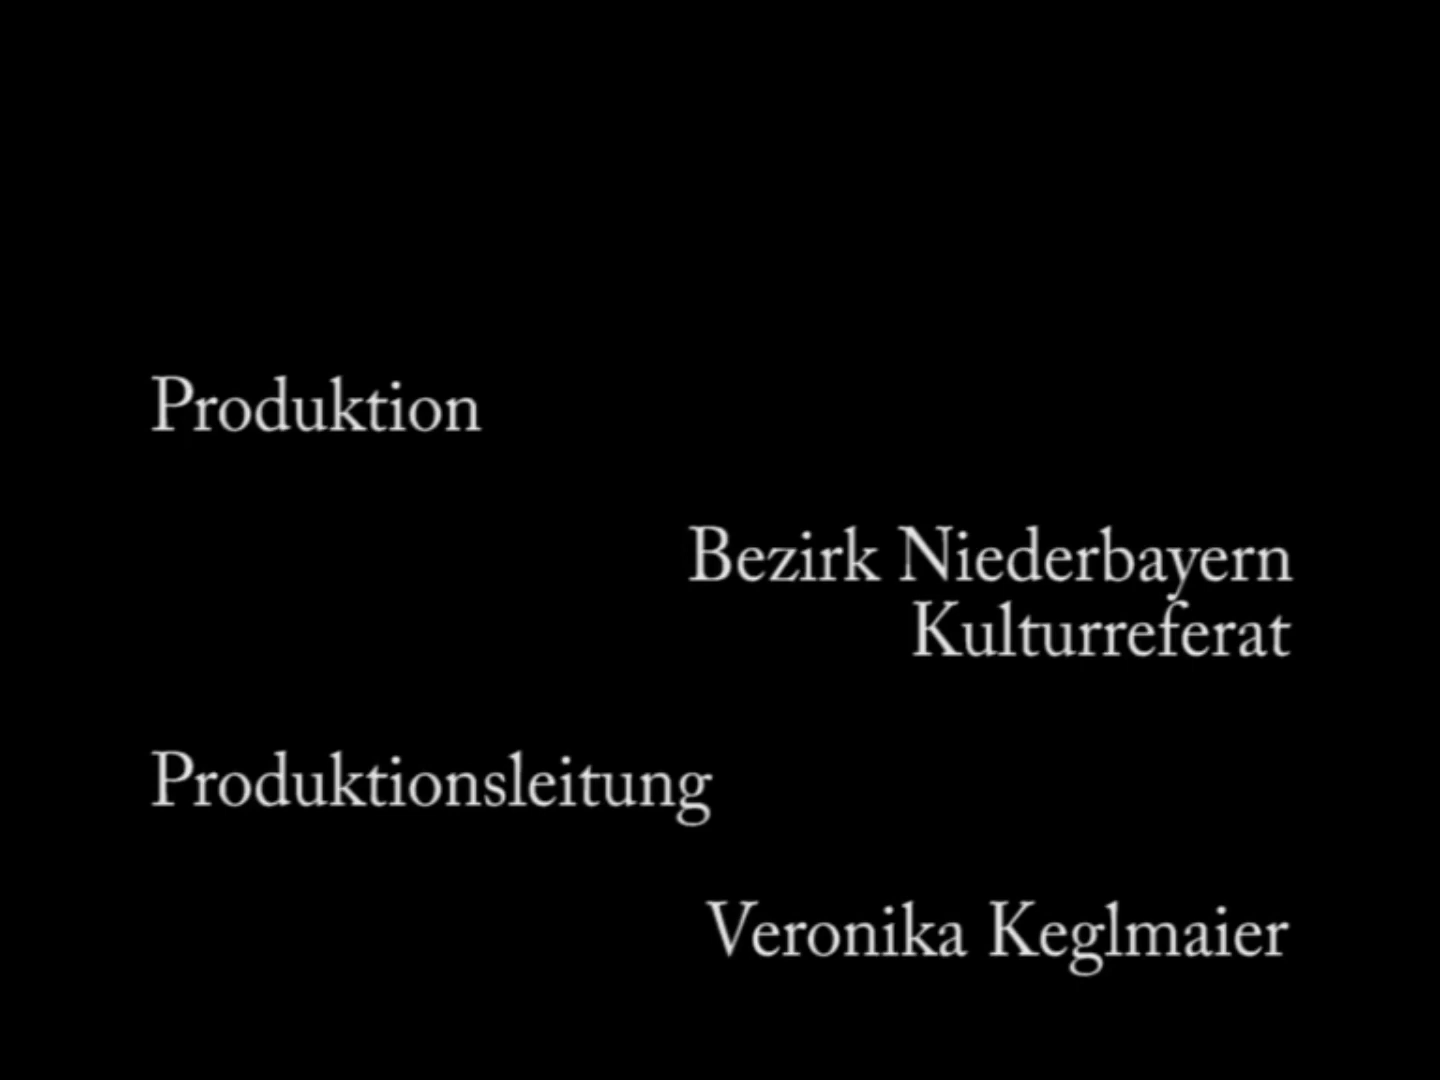 Produktion
Bezirk Niederbayern
Kulturreferat
Produktionsleitung
Veronika Keglmaier